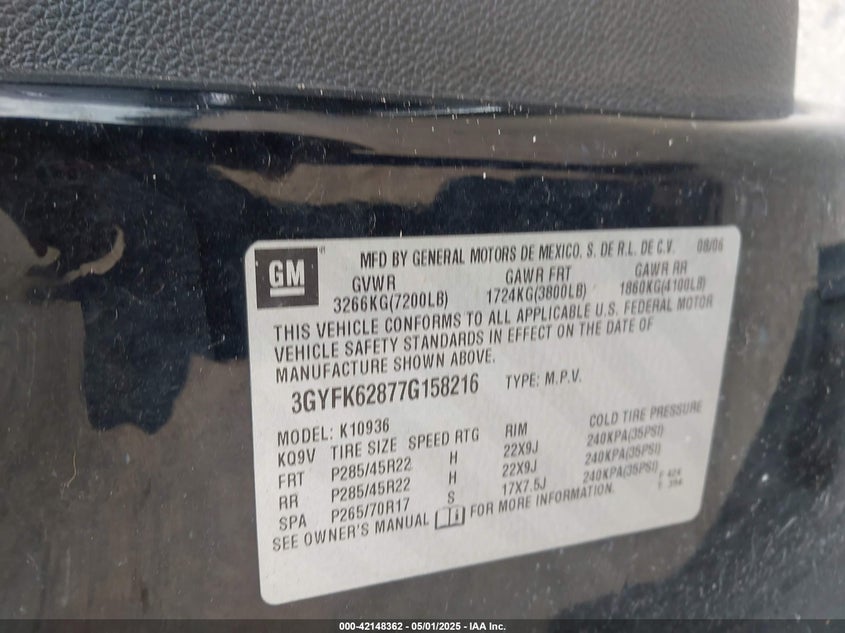 GM
MFD BY GENERAL MOTORS DE MEXICO, S. DE R.L. DE C.V. 08/06
GVWR GAWR FRT GAWR RR
3266KG(7200LB) 1724KG(3800LB) 1860KG(4100LB)
THIS VEHICLE CONFORMS TO ALL APPLICABLE U.S. FEDERAL MOTOR
VEHICLE SAFETY STANDARDS IN EFFECT ON THE DATE OF
MANUFACTURE SHOWN ABOVE.
3GYFK62877G158216 TYPE: M.P.V.
MODEL: K10936
KQ9V TIRE SIZE SPEED RTG RIM COLD TIRE PRESSURE
FRT P285/45R22 H 22X9J 240KPA(35PSI)
RR P285/45R22 H 22X9J 240KPA(35PSI)
SPA P265/70R17 S 17X7.5J 240KPA(35PSI)
SEE OWNER'S MANUAL FOR MORE INFORMATION.
000-42148362 - 05/01/2025 - IAA Inc.